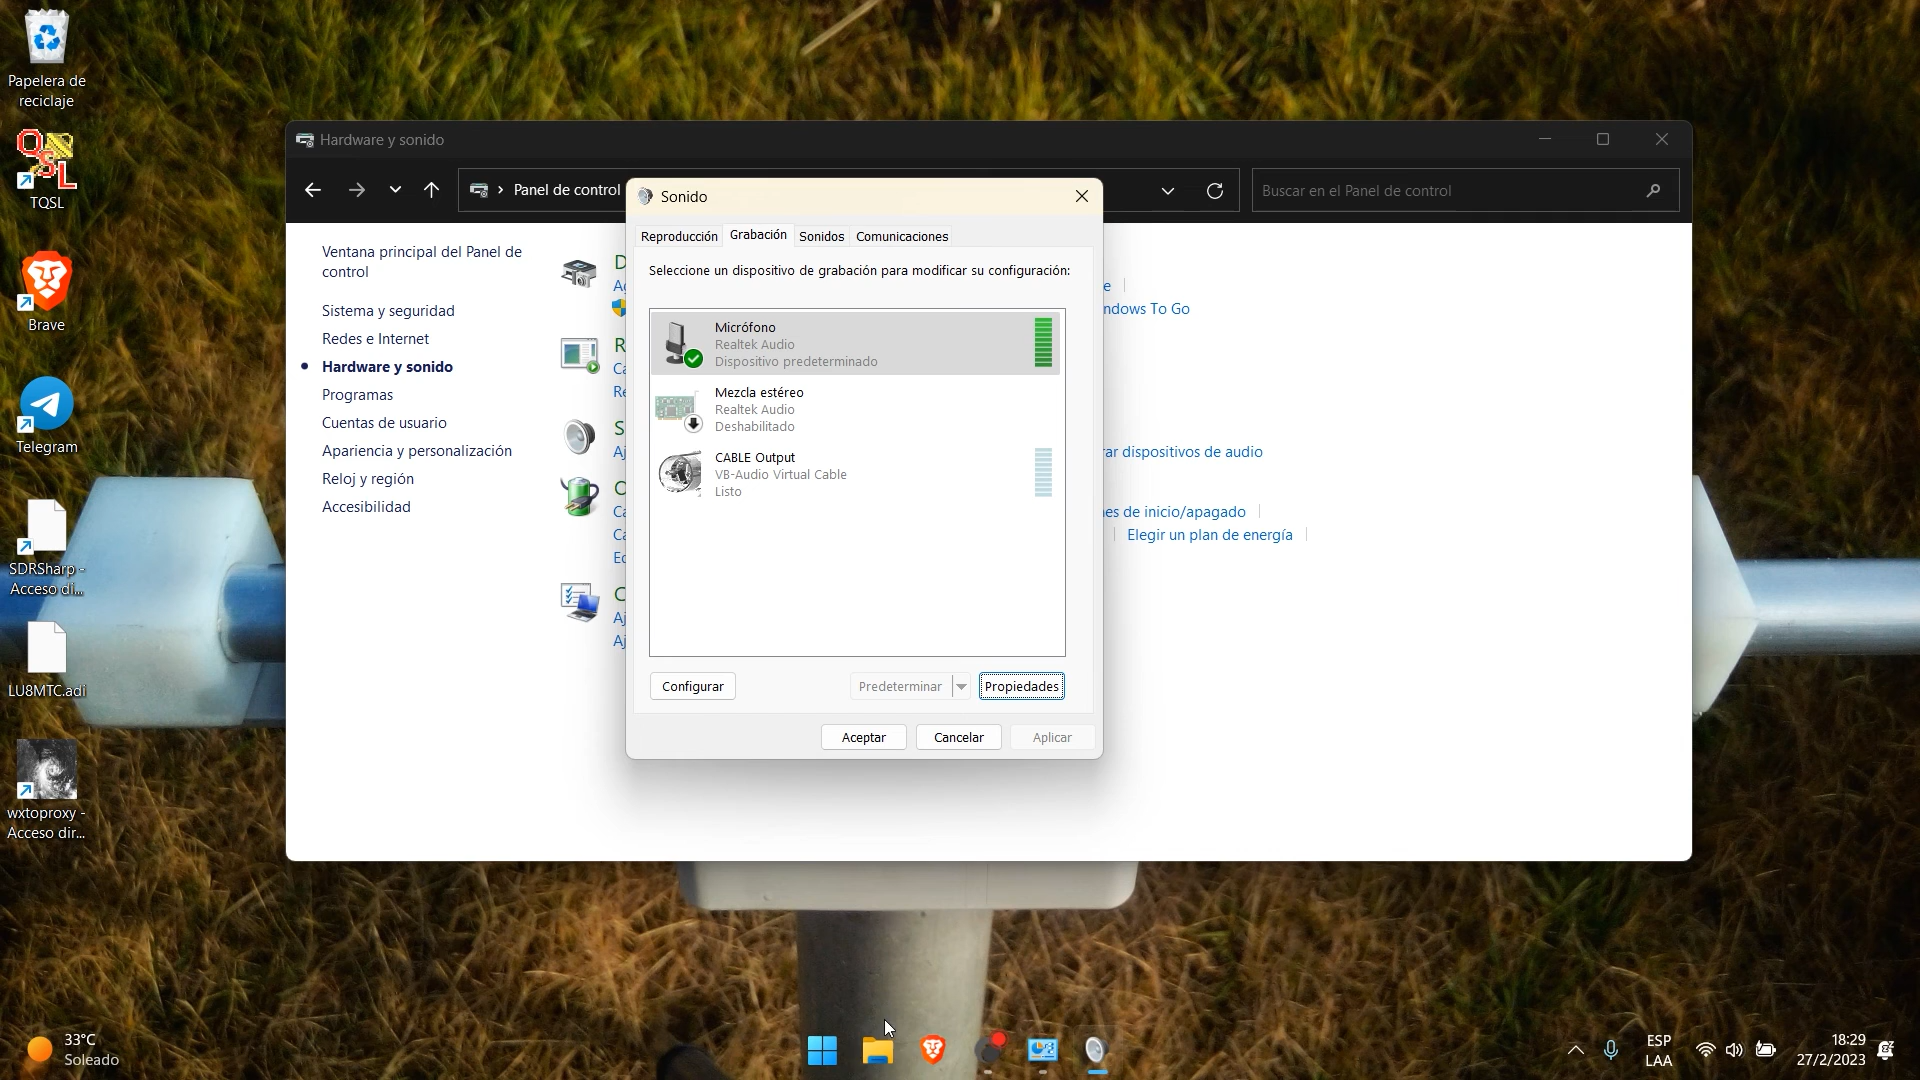 Papelera de
reciclaje
TQSL
Brave
Telegram
SDRSharp -
Acceso di...
LU8MTC.adi
wxtoproxy -
Acceso dir...
Hardware y sonido
Panel de control
Buscar en el Panel de control
Ventana principal del Panel de
control
Sistema y seguridad
Redes e Internet
Hardware y sonido
Programas
Cuentas de usuario
Apariencia y personalización
Reloj y región
Accesibilidad
ndows To Go
rar dispositivos de audio
es de inicio/apagado
Elegir un plan de energía
Sonido
Reproducción
Grabación
Sonidos
Comunicaciones
Seleccione un dispositivo de grabación para modificar su configuración:
Micrófono
Realtek Audio
Dispositivo predeterminado
Mezcla estéreo
Realtek Audio
Deshabilitado
CABLE Output
VB-Audio Virtual Cable
Listo
Configurar
Predeterminar
Propiedades
Aceptar
Cancelar
Aplicar
33°C
Soleado
ESP
LAA
18:29
27/2/2023